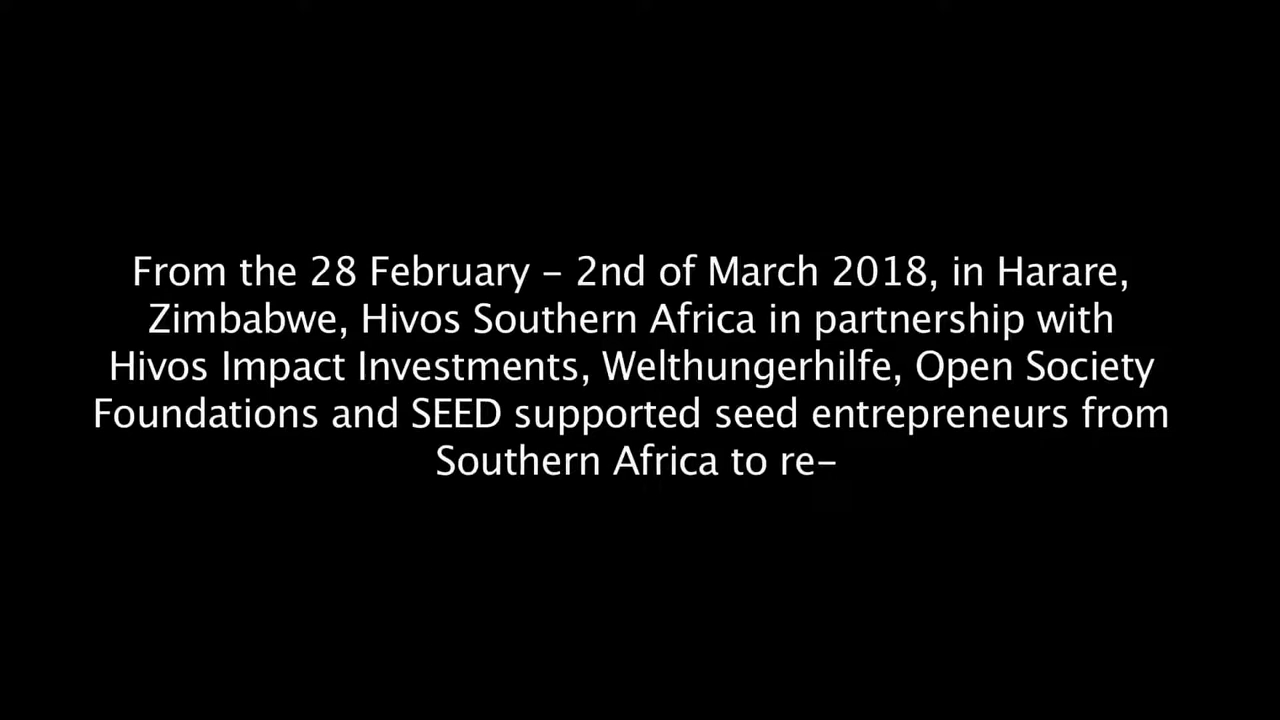 From the 28 February – 2nd of March 2018, in Harare,
Zimbabwe, Hivos Southern Africa in partnership with
Hivos Impact Investments, Welthungerhilfe, Open Society
Foundations and SEED supported seed entrepreneurs from
Southern Africa to re–